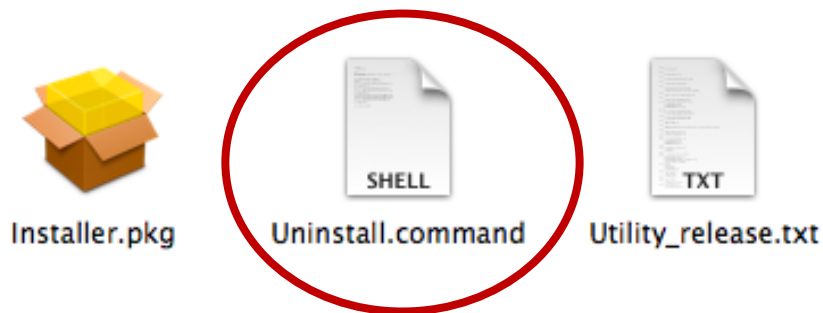 SHELL
TXT
Installer.pkg
Uninstall.command
Utility_release.txt